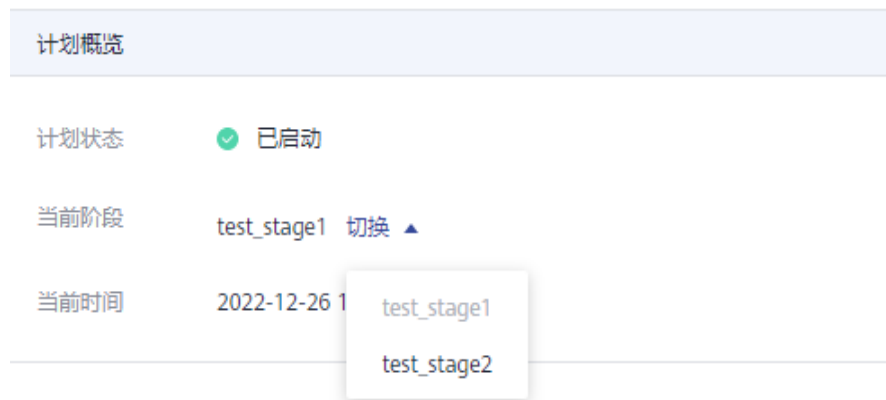 计划概览
计划状态 已启动
当前阶段 test_stage1 切换
当前时间 2022-12-26 1
test_stage1
test_stage2